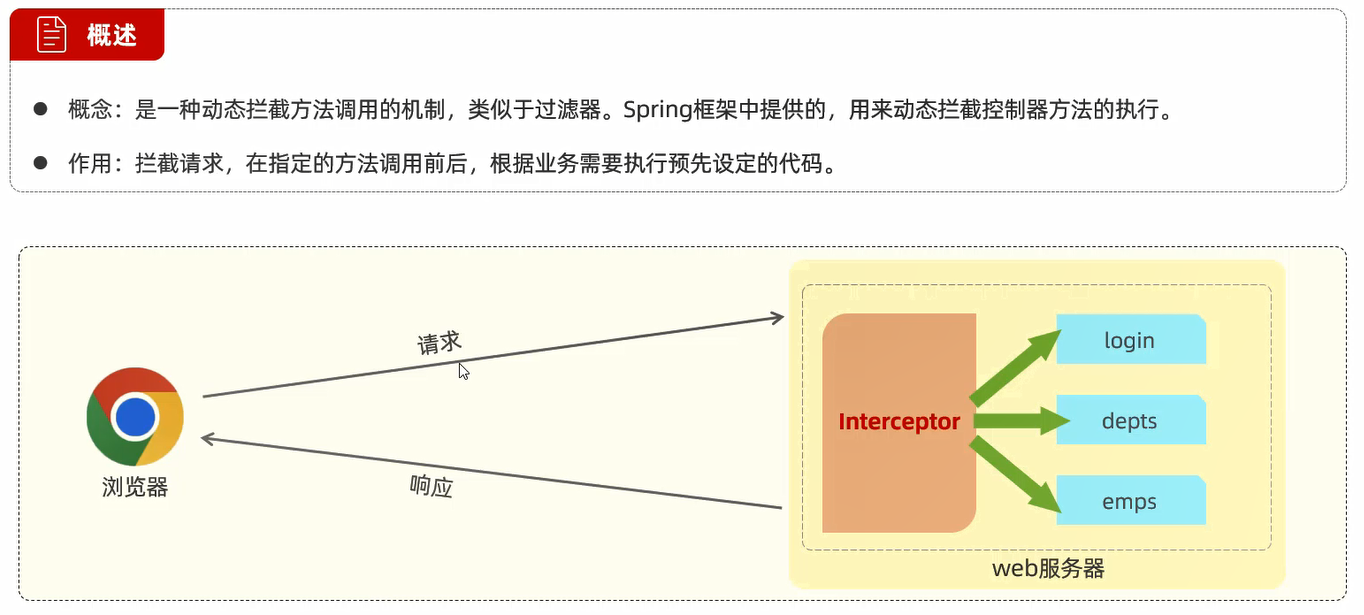 概述
概念：是一种动态拦截方法调用的机制，类似于过滤器。Spring框架中提供的，用来动态拦截控制器方法的执行。
作用：拦截请求，在指定的方法调用前后，根据业务需要执行预先设定的代码。
请求
login
Interceptor
depts
浏览器
响应
emps
web服务器